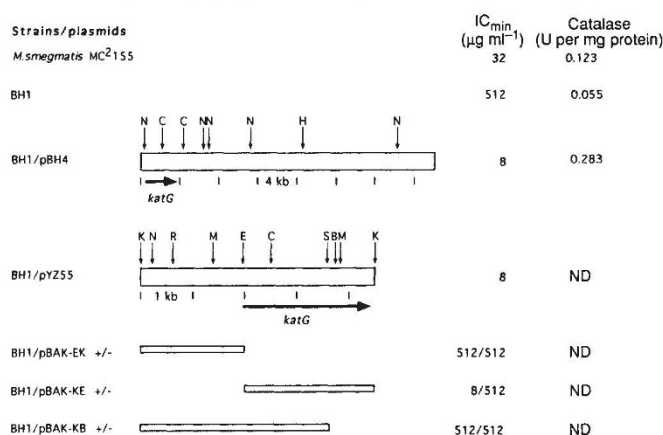 Strains/plasmids IC_min (μg ml⁻¹) Catalase (U per mg protein)
M.smegmatis MC²155 32 0.123
BH1 512 0.055
N C C N N N H N
BH1/pBH4 8 0.283
4 kb
katG
K N R M E C S B M K
BH1/pYZ55 8 ND
1 kb
katG
BH1/pBAK-EK +/- 512/512 ND
BH1/pBAK-KE +/- 8/512 ND
BH1/pBAK-KB +/- 512/512 ND